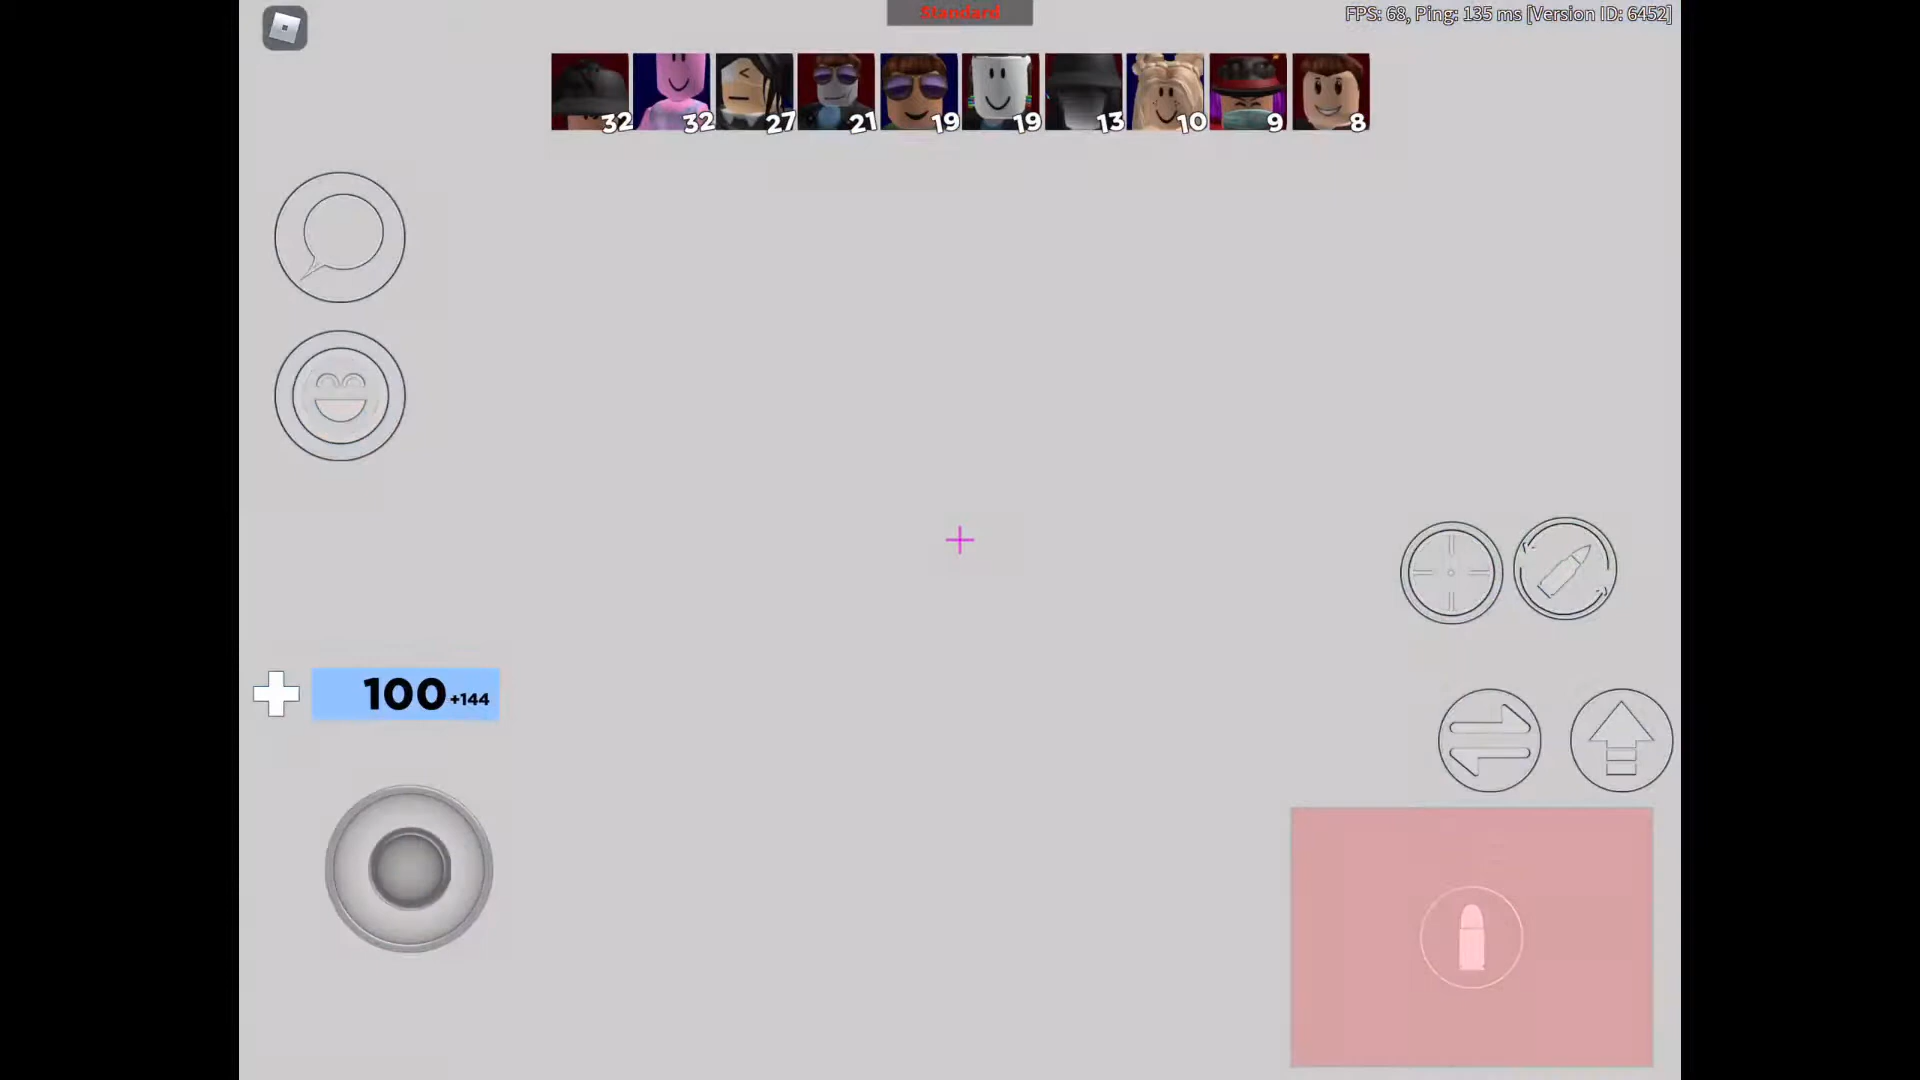 Standard
FPS: 68, Ping: 135 ms [Version ID: 6452]
32 32 27 21 19 19 13 10 9 8
100 +144